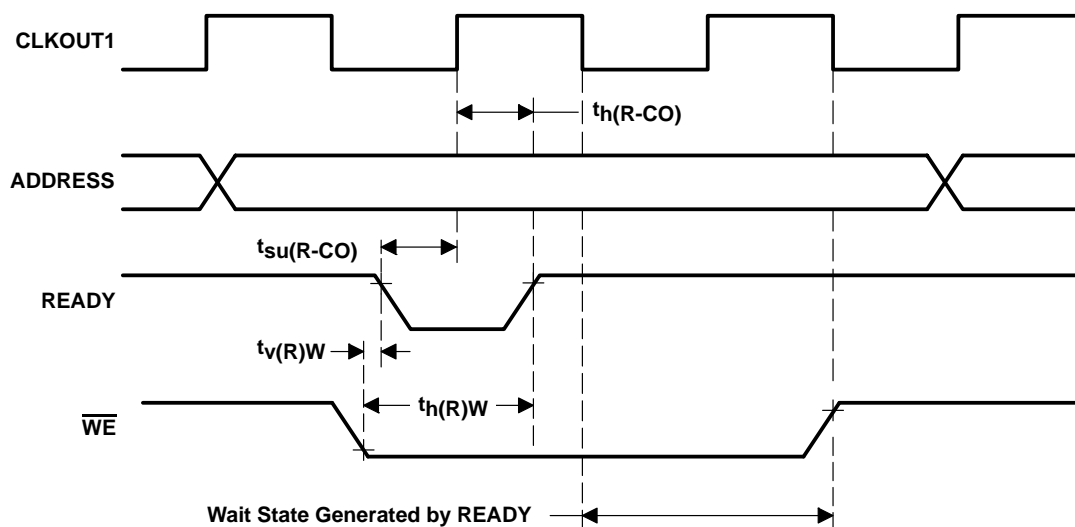 CLKOUT1
th(R-CO)
ADDRESS
tsu(R-CO)
READY
tv(R)W
th(R)W
WE
Wait State Generated by READY